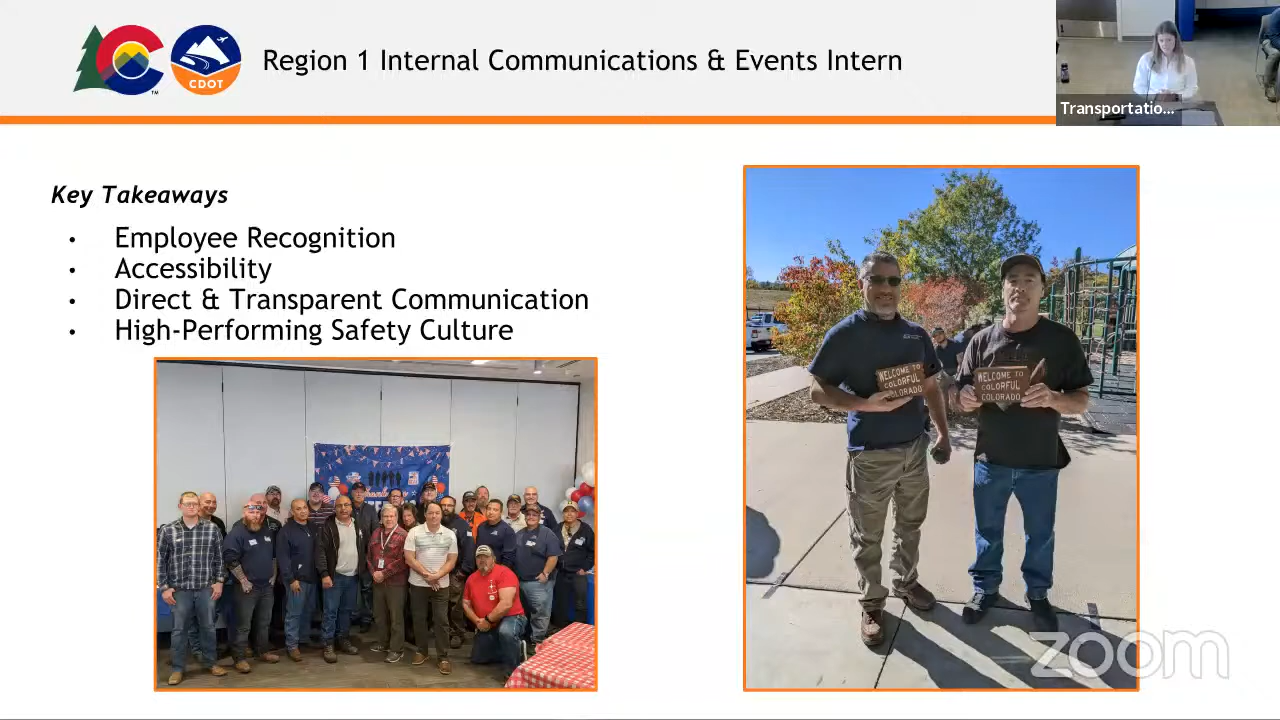 CDOT
TM
Region 1 Internal Communications & Events Intern
Transportatio...
Key Takeaways
• Employee Recognition
• Accessibility
• Direct & Transparent Communication
• High-Performing Safety Culture
WELCOME TO
COLORFUL
COLORADO
WELCOME TO
COLORFUL
COLORADO
zoom